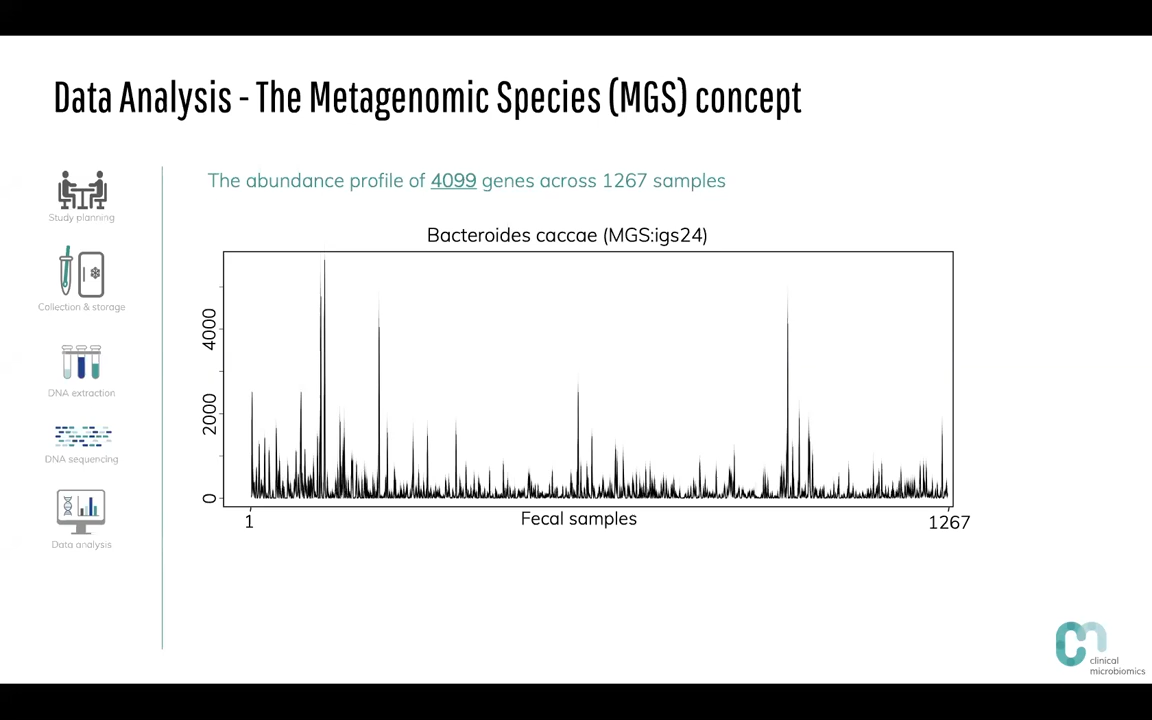 Data Analysis - The Metagenomic Species (MGS) concept
Study planning
Collection & storage
DNA extraction
DNA sequencing
Data analysis
The abundance profile of 4099 genes across 1267 samples
Bacteroides caccae (MGS:igs24)
4000
2000
0
1
Fecal samples
1267
clinical
microbiomics